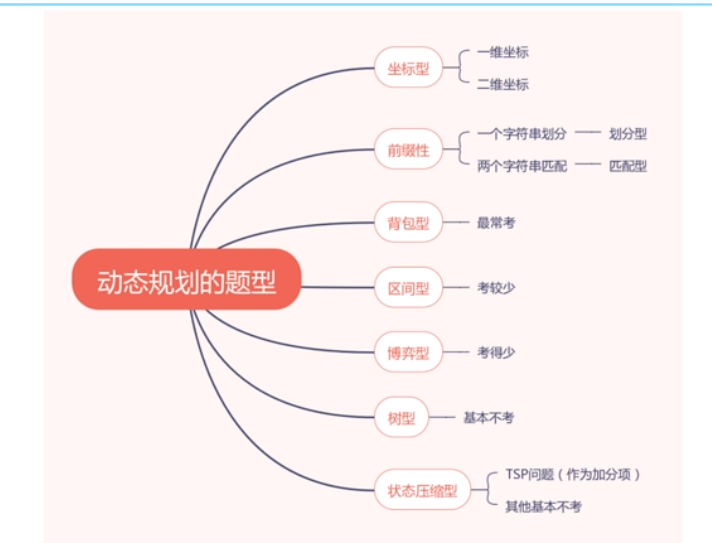 动态规划的题型
坐标型
一维坐标
二维坐标
前缀性
一个字符串划分 划分型
两个字符串匹配 匹配型
背包型
最常考
区间型
考较少
博弈型
考得少
树型
基本不考
状态压缩型
TSP问题（作为加分项）
其他基本不考